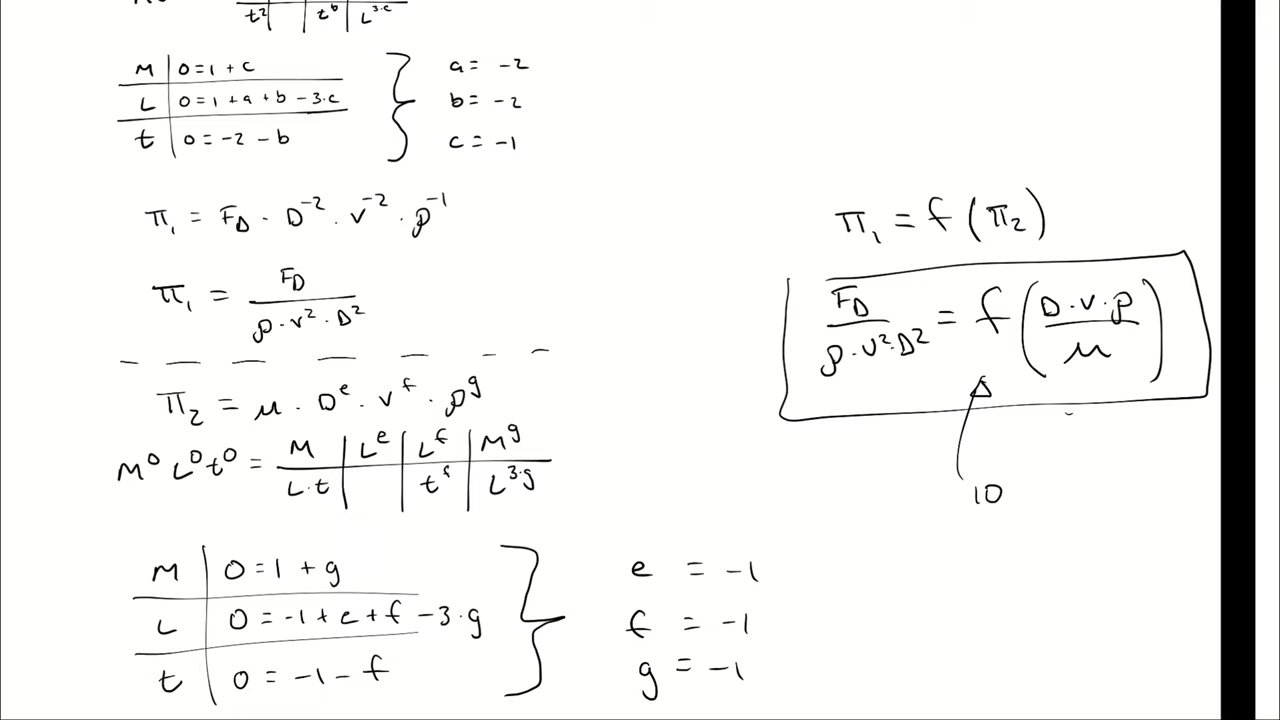 t² | | t^b | L^3·c
M | 0 = 1 + c
L | 0 = 1 + a + b - 3·c
t | 0 = -2 - b
a = -2
b = -2
c = -1
π₁ = F_D · D⁻² · V⁻² · ρ⁻¹
π₁ = F_D / ρ·V²·D²
π₂ = μ · D^e · V^f · ρ^g
M⁰ L⁰ t⁰ = M | L^e | L^f | M^g
L·t | | t^f | L^3·g
M | 0 = 1 + g
L | 0 = -1 + e + f - 3·g
t | 0 = -1 - f
e = -1
f = -1
g = -1
π₁ = f (π₂)
F_D / ρ·V²·D² = f (D·V·ρ / μ)
10